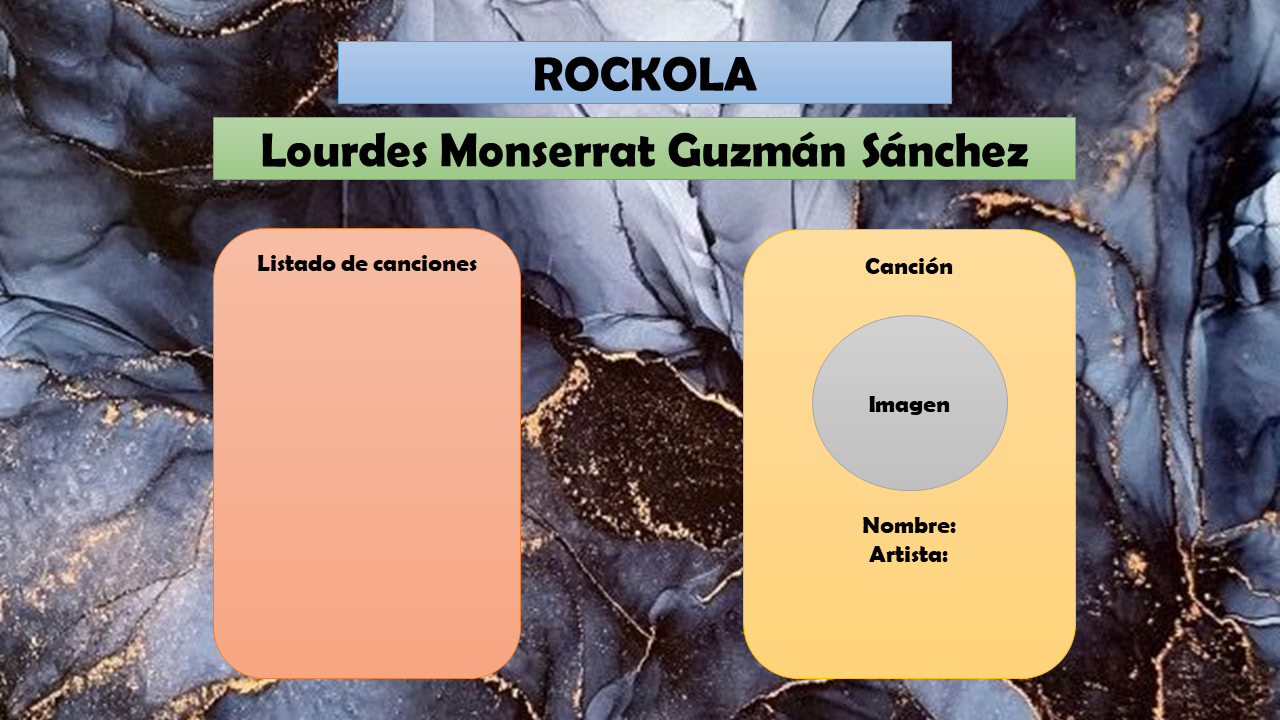 ROCKOLA
Lourdes Monserrat Guzmán Sánchez
Listado de canciones
Canción
Imagen
Nombre:
Artista: